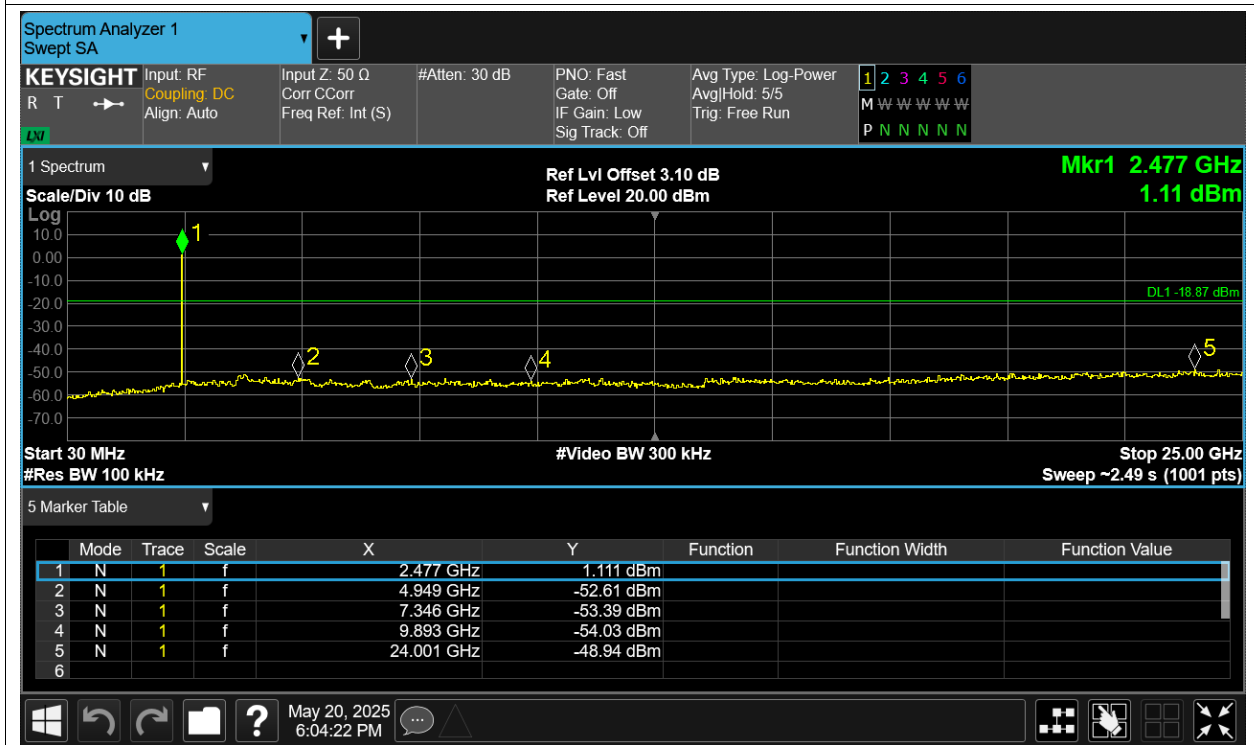 Spectrum Analyzer 1
Swept SA
KEYSIGHT
R T
LXI
Input: RF
Coupling: DC
Align: Auto
Input Z: 50 Ω
Corr CCorr
Freq Ref: Int (S)
#Atten: 30 dB
PNO: Fast
Gate: Off
IF Gain: Low
Sig Track: Off
Avg Type: Log-Power
Avg|Hold: 5/5
Trig: Free Run
1 2 3 4 5 6
M W W W W W
P N N N N N
1 Spectrum
Scale/Div 10 dB
Ref Lvl Offset 3.10 dB
Ref Level 20.00 dBm
Mkr1 2.477 GHz
1.11 dBm
Log
10.0
0.00
-10.0
-20.0
-30.0
-40.0
-50.0
-60.0
-70.0
1
2
3
4
5
DL1 -18.87 dBm
Start 30 MHz
#Video BW 300 kHz
Stop 25.00 GHz
#Res BW 100 kHz
Sweep ~2.49 s (1001 pts)
5 Marker Table
Mode Trace Scale X Y Function Function Width Function Value
1 N 1 f 2.477 GHz 1.111 dBm
2 N 1 f 4.949 GHz -52.61 dBm
3 N 1 f 7.346 GHz -53.39 dBm
4 N 1 f 9.893 GHz -54.03 dBm
5 N 1 f 24.001 GHz -48.94 dBm
6
?
May 20, 2025
6:04:22 PM